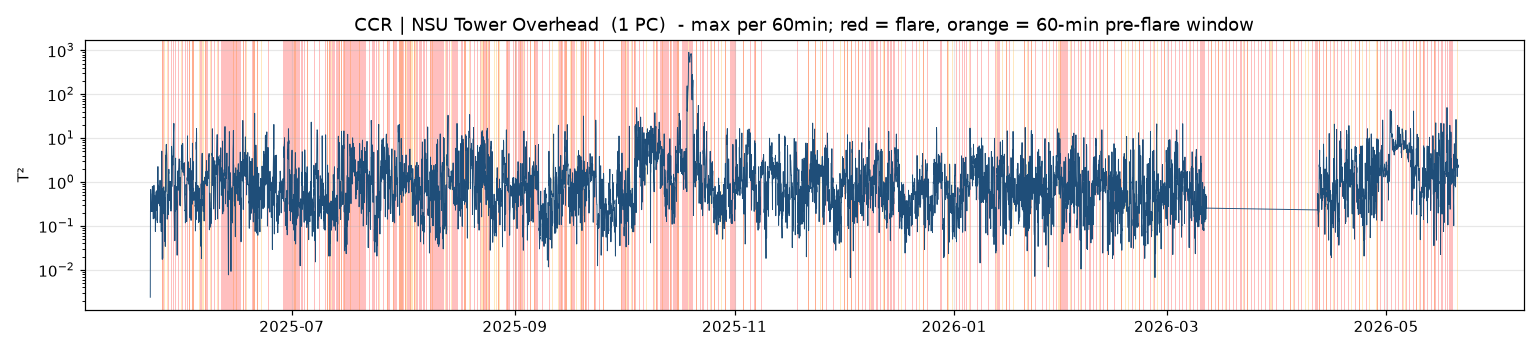 CCR | NSU Tower Overhead  (1 PC)  - max per 60min; red = flare, orange = 60-min pre-flare window
T²
10³
10²
10¹
10⁰
10⁻¹
10⁻²
2025-07 2025-09 2025-11 2026-01 2026-03 2026-05